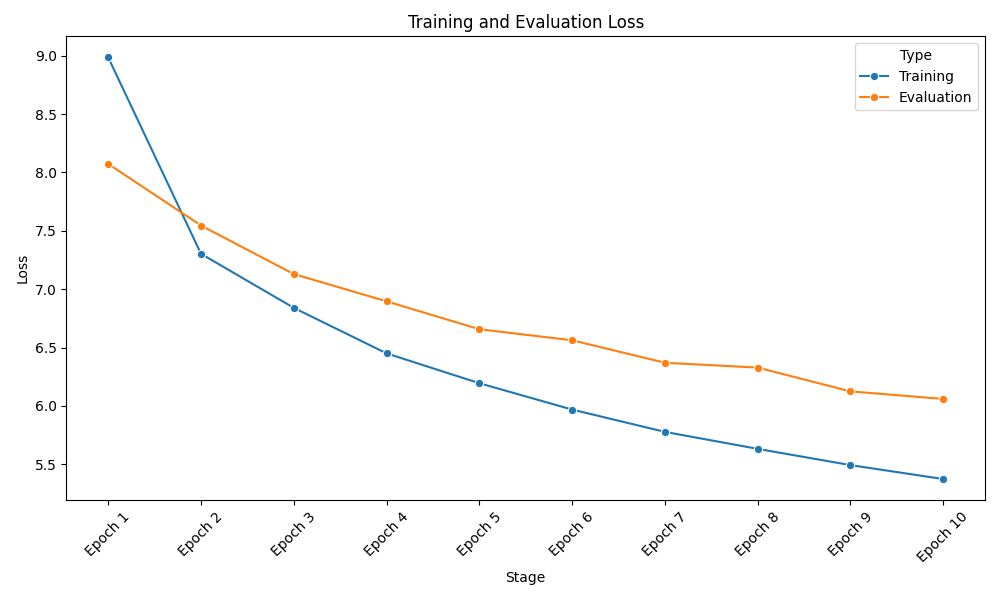 Training and Evaluation Loss
Type
Training
Evaluation
Loss
9.0
8.5
8.0
7.5
7.0
6.5
6.0
5.5
Epoch 1
Epoch 2
Epoch 3
Epoch 4
Epoch 5
Epoch 6
Epoch 7
Epoch 8
Epoch 9
Epoch 10
Stage